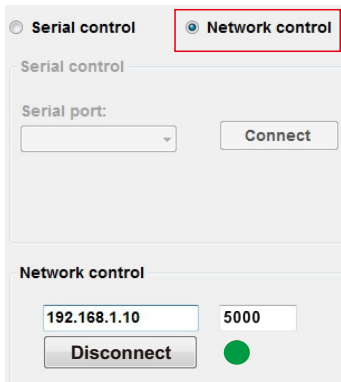 Serial control Network control
Serial control
Serial port:
Connect
Network control
192.168.1.10 5000
Disconnect